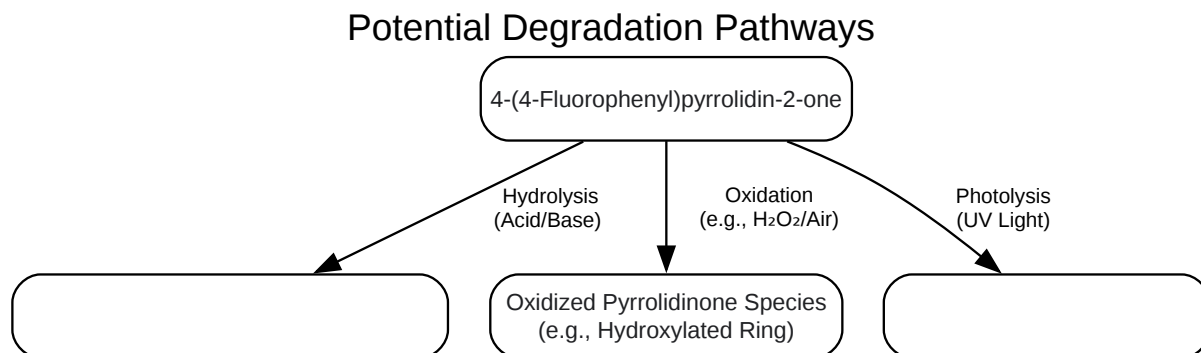 Potential Degradation Pathways
4-(4-Fluorophenyl)pyrrolidin-2-one
Hydrolysis
(Acid/Base)
Oxidation
(e.g., H₂O₂/Air)
Photolysis
(UV Light)
Oxidized Pyrrolidinone Species
(e.g., Hydroxylated Ring)